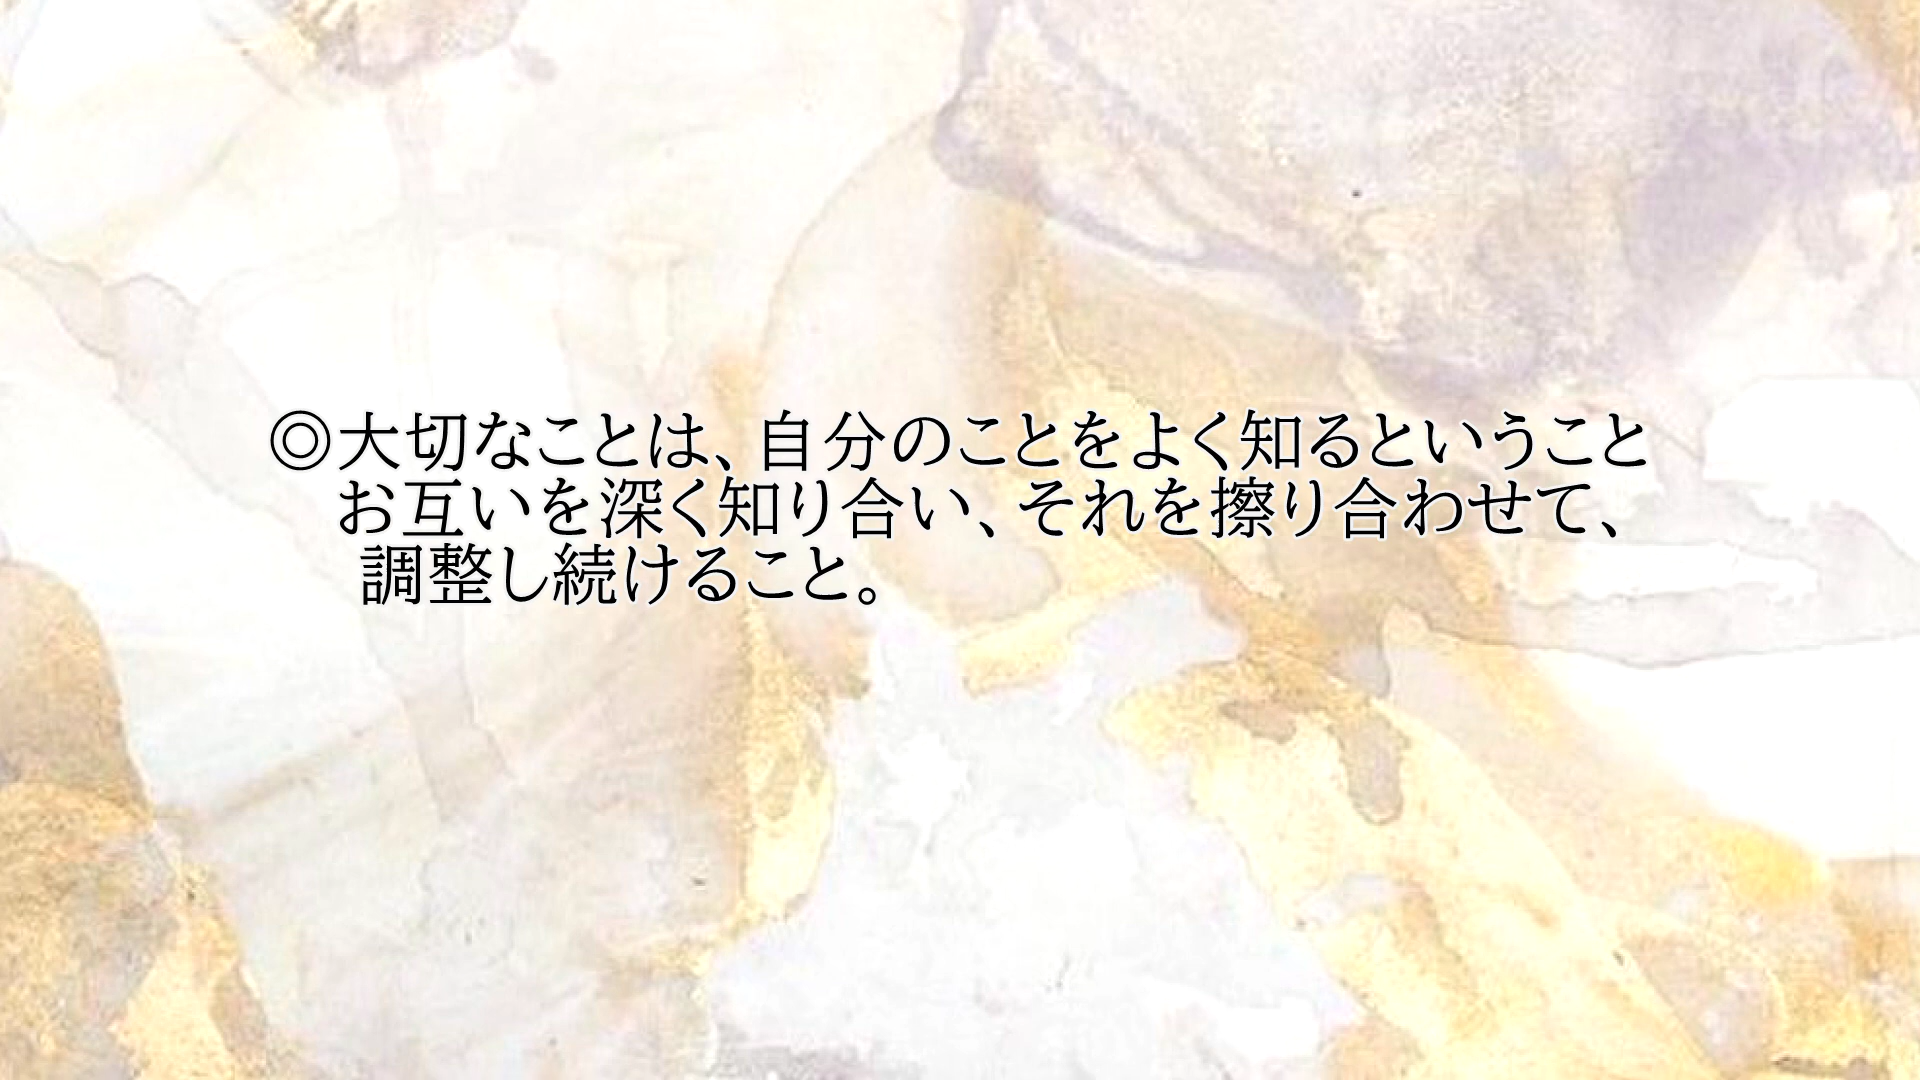 ◎大切なことは、自分のことをよく知るということ
お互いを深く知り合い、それを擦り合わせて、
調整し続けること。